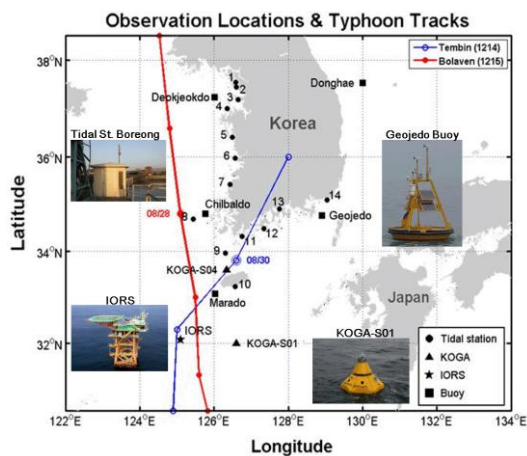 Observation Locations & Typhoon Tracks
Tembin (1214)
Bolaven (1215)
38°N
36°N
34°N
32°N
Latitude
1
2
3
4
5
6
7
8
9
10
11
12
13
14
Deokjeokdo
Donghae
Korea
Tidal St. Boreong
Geojedo Buoy
Chilbaldo
08/28
Geojedo
08/30
KOGA-S04
Marado
Japan
IORS
IORS
KOGA-S01
KOGA-S01
Tidal station
KOGA
IORS
Buoy
122°E
124°E
126°E
128°E
130°E
132°E
134°E
Longitude